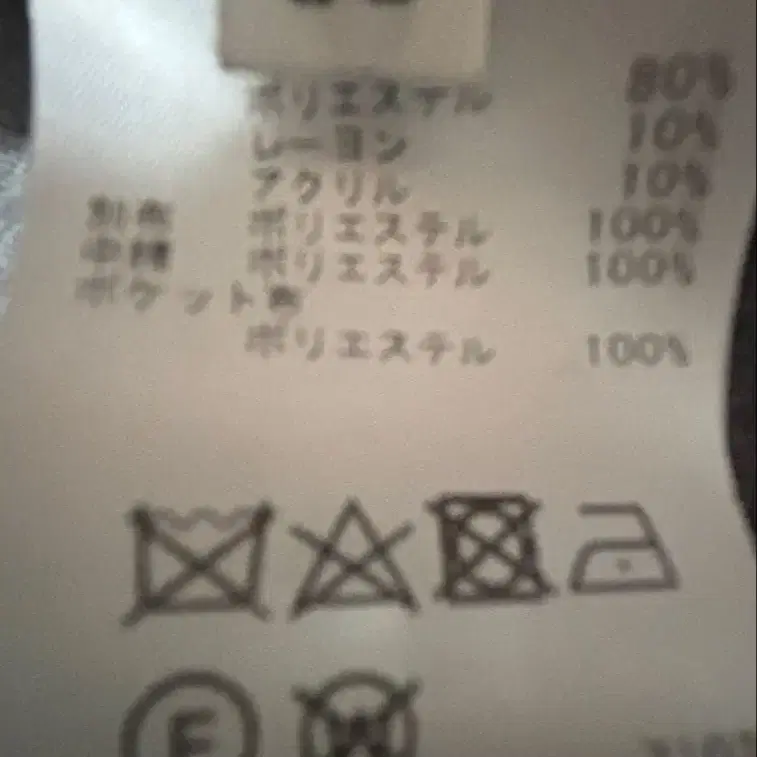 ポリエステル 80%
レーヨン 10%
アクリル 10%
別布 ポリエステル 100%
中綿 ポリエステル 100%
ポケット布
ポリエステル 100%
F W